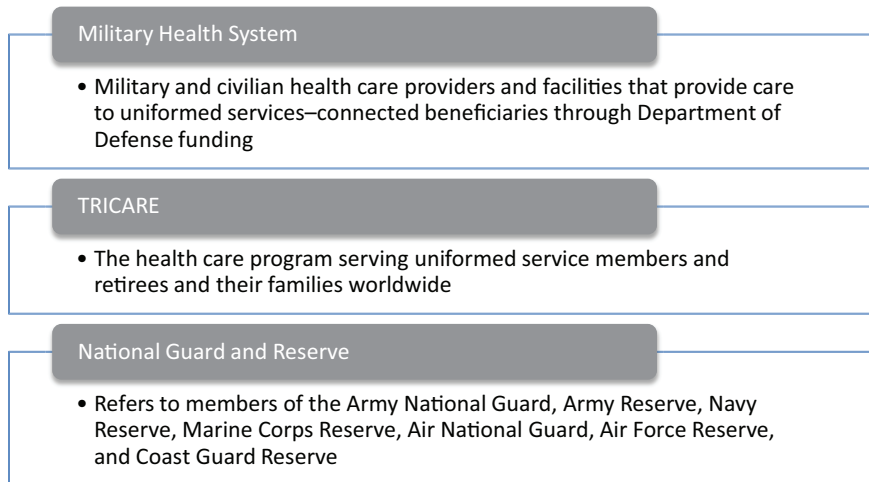 Military Health System
• Military and civilian health care providers and facilities that provide care
to uniformed services–connected beneficiaries through Department of
Defense funding
TRICARE
• The health care program serving uniformed service members and
retirees and their families worldwide
National Guard and Reserve
• Refers to members of the Army National Guard, Army Reserve, Navy
Reserve, Marine Corps Reserve, Air National Guard, Air Force Reserve,
and Coast Guard Reserve